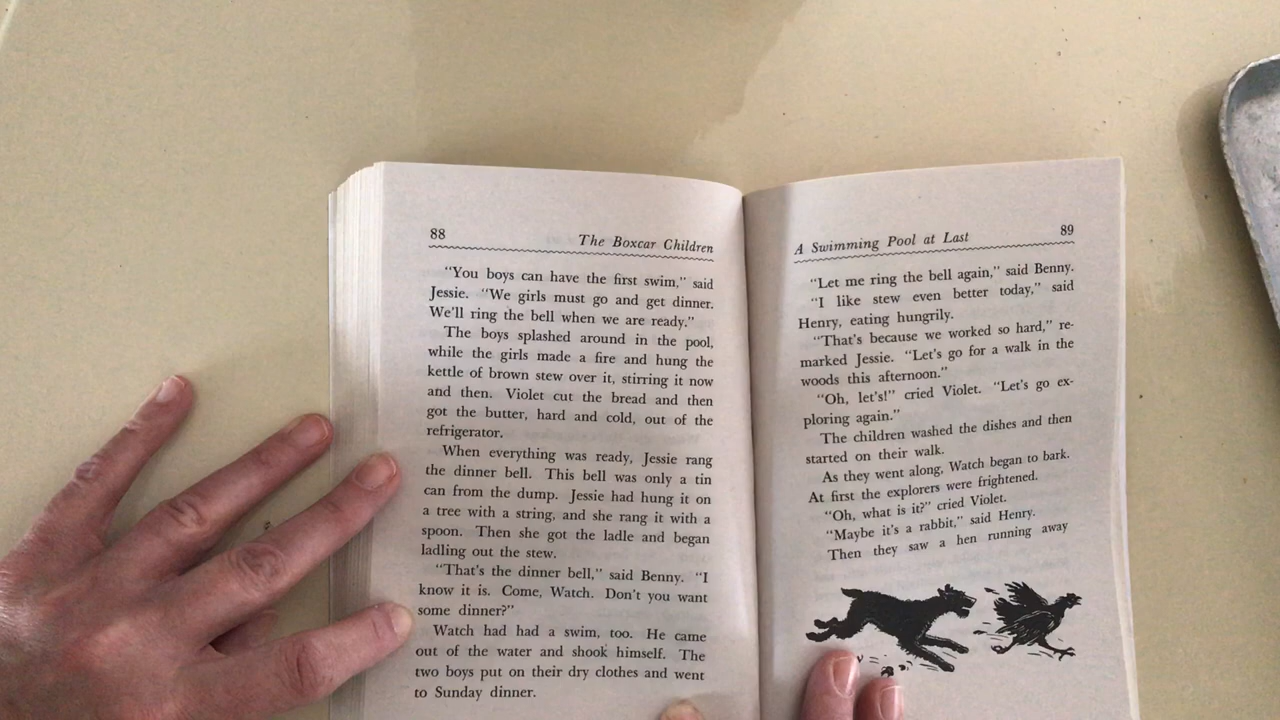 88 The Boxcar Children
"You boys can have the first swim," said
Jessie. "We girls must go and get dinner.
We'll ring the bell when we are ready."
The boys splashed around in the pool,
while the girls made a fire and hung the
kettle of brown stew over it, stirring it now
and then. Violet cut the bread and then
got the butter, hard and cold, out of the
refrigerator.
When everything was ready, Jessie rang
the dinner bell. This bell was only a tin
can from the dump. Jessie had hung it on
a tree with a string, and she rang it with a
spoon. Then she got the ladle and began
ladling out the stew.
"That's the dinner bell," said Benny. "I
know it is. Come, Watch. Don't you want
some dinner?"
Watch had had a swim, too. He came
out of the water and shook himself. The
two boys put on their dry clothes and went
to Sunday dinner.
A Swimming Pool at Last 89
"Let me ring the bell again," said Benny.
"I like stew even better today," said
Henry, eating hungrily.
"That's because we worked so hard," re-
marked Jessie. "Let's go for a walk in the
woods this afternoon."
"Oh, let's!" cried Violet. "Let's go ex-
ploring again."
The children washed the dishes and then
started on their walk.
As they went along, Watch began to bark.
At first the explorers were frightened.
"Oh, what is it?" cried Violet.
"Maybe it's a rabbit," said Henry.
Then they saw a hen running away